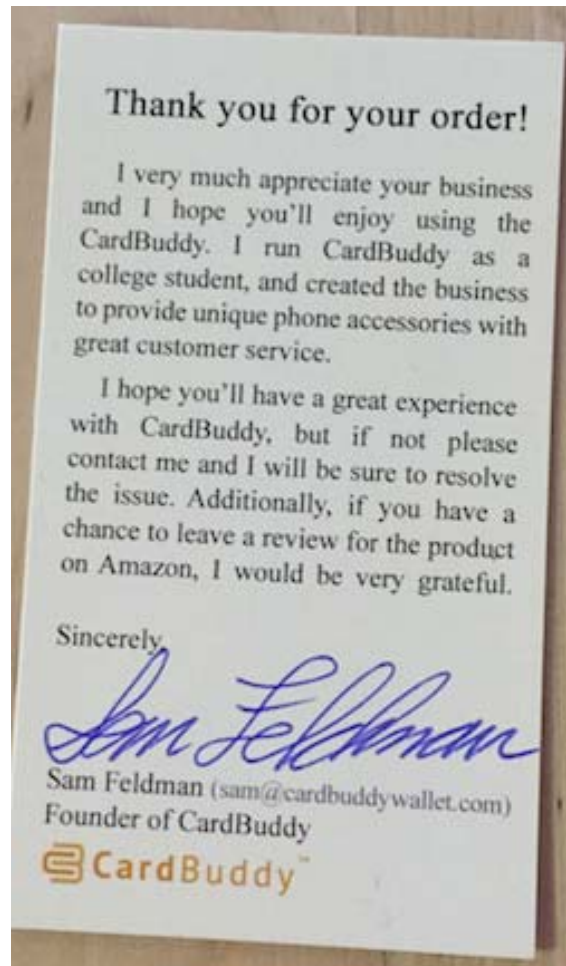 Thank you for your order!
I very much appreciate your business
and I hope you'll enjoy using the
CardBuddy. I run CardBuddy as a
college student, and created the business
to provide unique phone accessories with
great customer service.
I hope you'll have a great experience
with CardBuddy, but if not please
contact me and I will be sure to resolve
the issue. Additionally, if you have a
chance to leave a review for the product
on Amazon, I would be very grateful.
Sincerely,
Sam Feldman
Sam Feldman (sam@cardbuddywallet.com)
Founder of CardBuddy
CardBuddy™